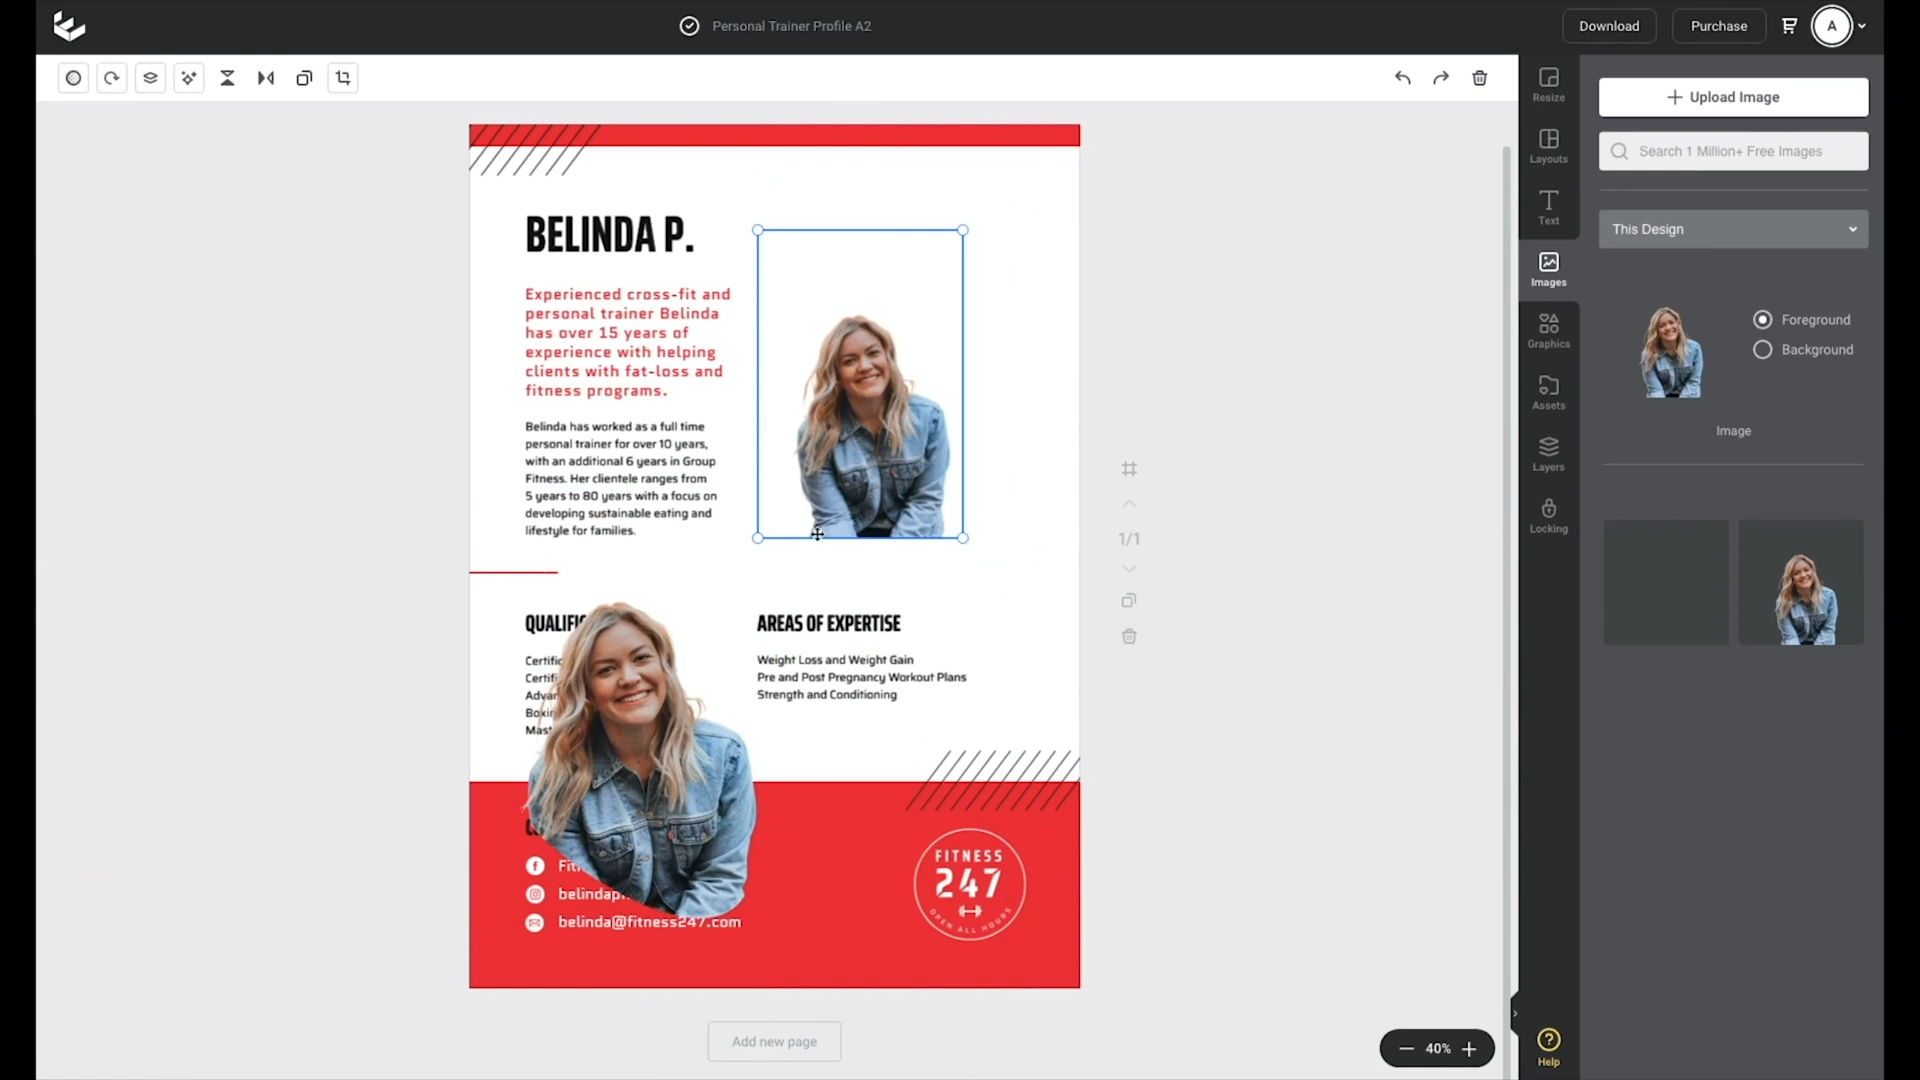 Personal Trainer Profile A2
Download
Purchase
A
Resize
Layouts
Text
Images
Graphics
Assets
Layers
Locking
Help
Upload Image
Search 1 Million+ Free Images
This Design
Foreground
Background
Image
BELINDA P.
Experienced cross-fit and
personal trainer Belinda
has over 15 years of
experience with helping
clients with fat-loss and
fitness programs.
Belinda has worked as a full time
personal trainer for over 10 years,
with an additional 6 years in Group
Fitness. Her clientele ranges from
5 years to 80 years with a focus on
developing sustainable eating and
lifestyle for families.
AREAS OF EXPERTISE
Weight Loss and Weight Gain
Pre and Post Pregnancy Workout Plans
Strength and Conditioning
belinda@fitness247.com
FITNESS
247
OPEN ALL HOURS
1/1
Add new page
40%